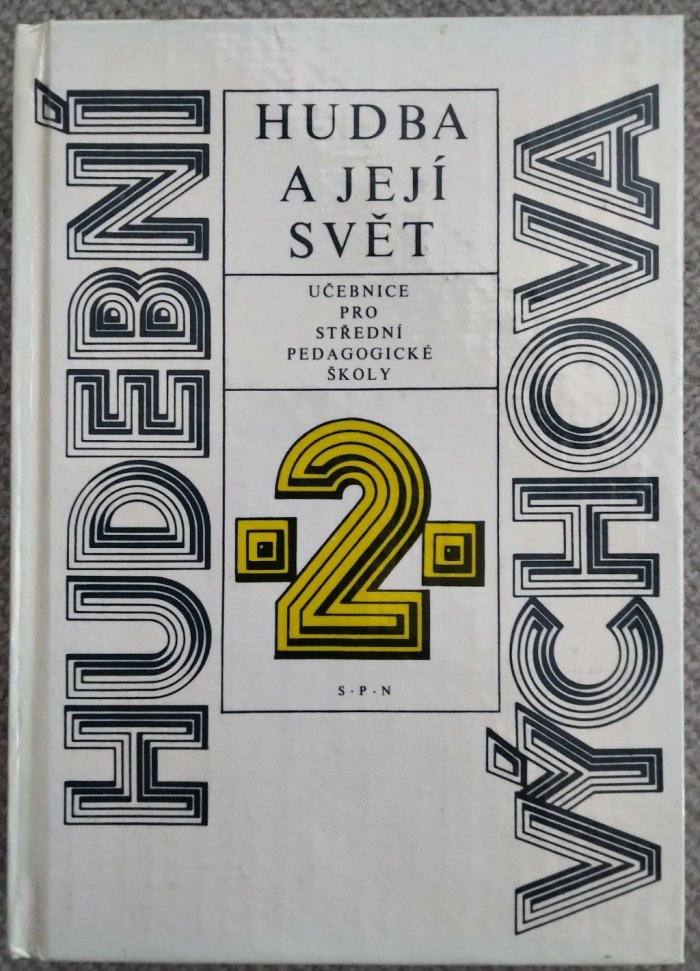 HUDEBNÍ
HUDBA
A JEJÍ
SVĚT
UČEBNICE
PRO
STŘEDNÍ
PEDAGOGICKÉ
ŠKOLY
·2·
S·P·N
VÝCHOVA